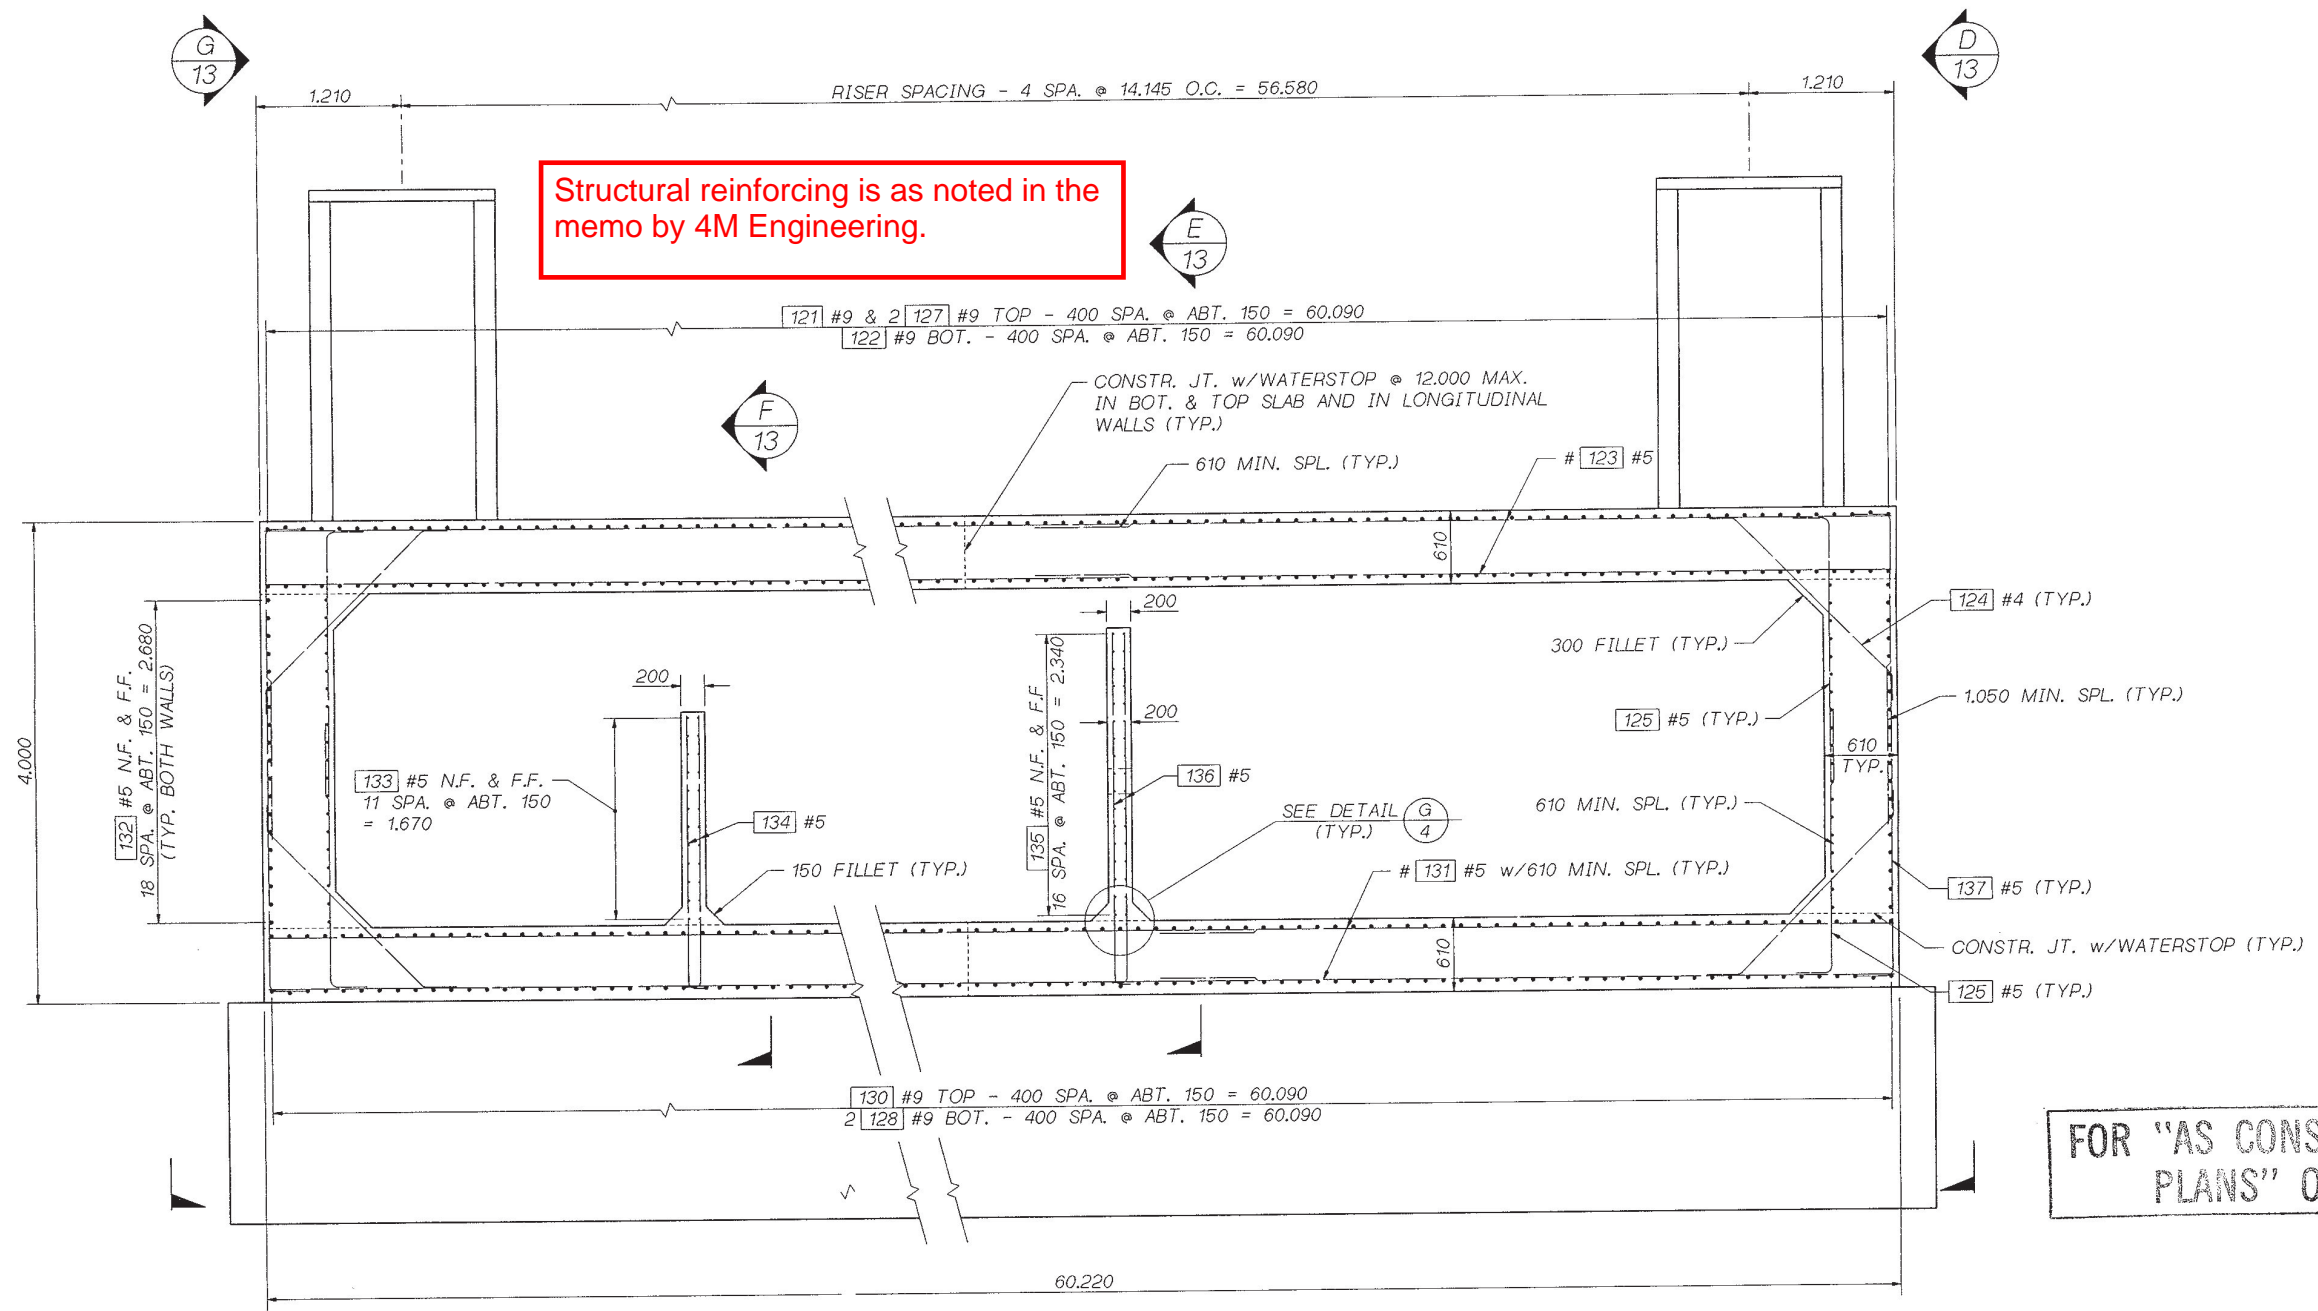 G
13
D
13
1.210
RISER SPACING - 4 SPA. @ 14.145 O.C. = 56.580
1.210
Structural reinforcing is as noted in the
memo by 4M Engineering.
E
13
121 #9 & 2 127 #9 TOP - 400 SPA. @ ABT. 150 = 60.090
122 #9 BOT. - 400 SPA. @ ABT. 150 = 60.090
F
13
CONSTR. JT. w/WATERSTOP @ 12.000 MAX.
IN BOT. & TOP SLAB AND IN LONGITUDINAL
WALLS (TYP.)
610 MIN. SPL. (TYP.)
# 123 #5
610
200
124 #4 (TYP.)
300 FILLET (TYP.)
4.000
132 #5 N.F. & F.F.
18 SPA. @ ABT. 150 = 2.680
(TYP. BOTH WALLS)
200
135 #5 N.F. & F.F
16 SPA. @ ABT. 150 = 2.340
200
125 #5 (TYP.)
1.050 MIN. SPL. (TYP.)
610
TYP.
133 #5 N.F. & F.F.
11 SPA. @ ABT. 150
= 1.670
134 #5
136 #5
SEE DETAIL
(TYP.)
G
4
610 MIN. SPL. (TYP.)
150 FILLET (TYP.)
# 131 #5 w/610 MIN. SPL. (TYP.)
137 #5 (TYP.)
610
CONSTR. JT. w/WATERSTOP (TYP.)
125 #5 (TYP.)
130 #9 TOP - 400 SPA. @ ABT. 150 = 60.090
2 128 #9 BOT. - 400 SPA. @ ABT. 150 = 60.090
FOR "AS CONS
PLANS" O
60.220